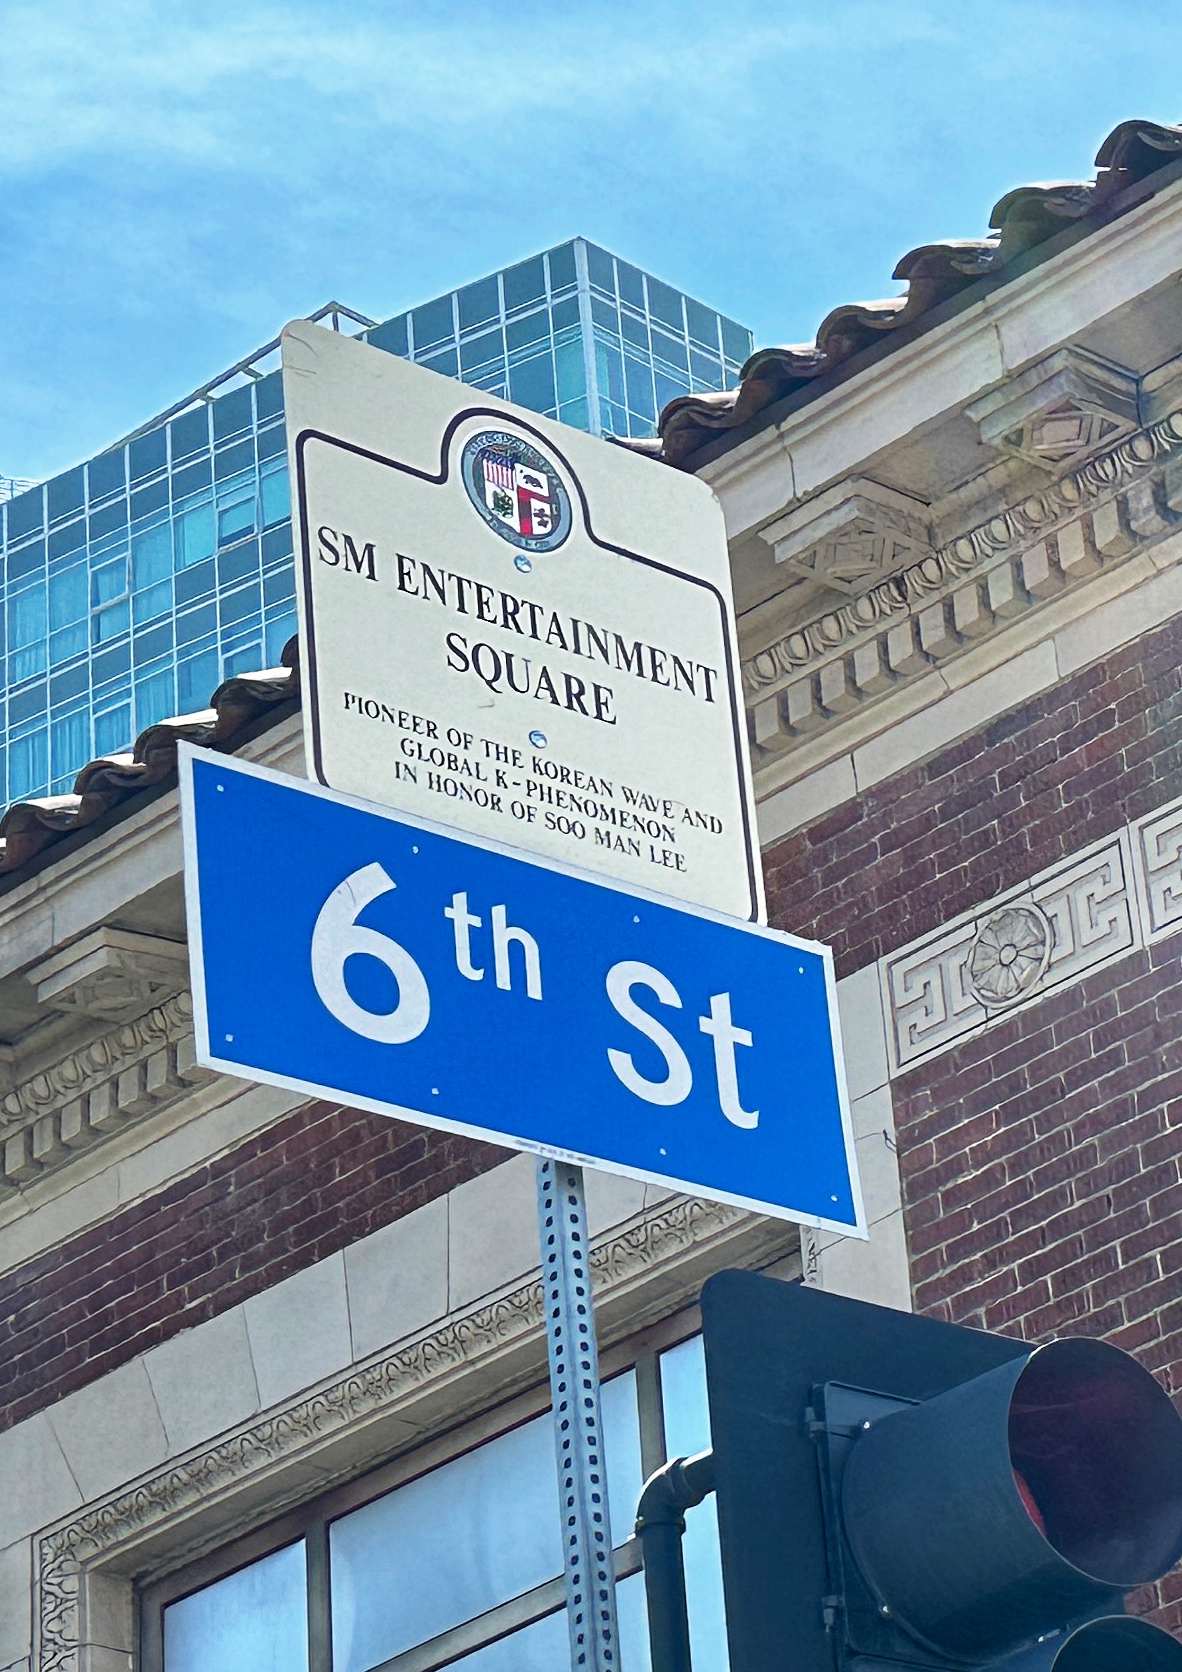 SM ENTERTAINMENT
SQUARE
PIONEER OF THE KOREAN WAVE AND
GLOBAL K-PHENOMENON
IN HONOR OF SOO MAN LEE
6th St